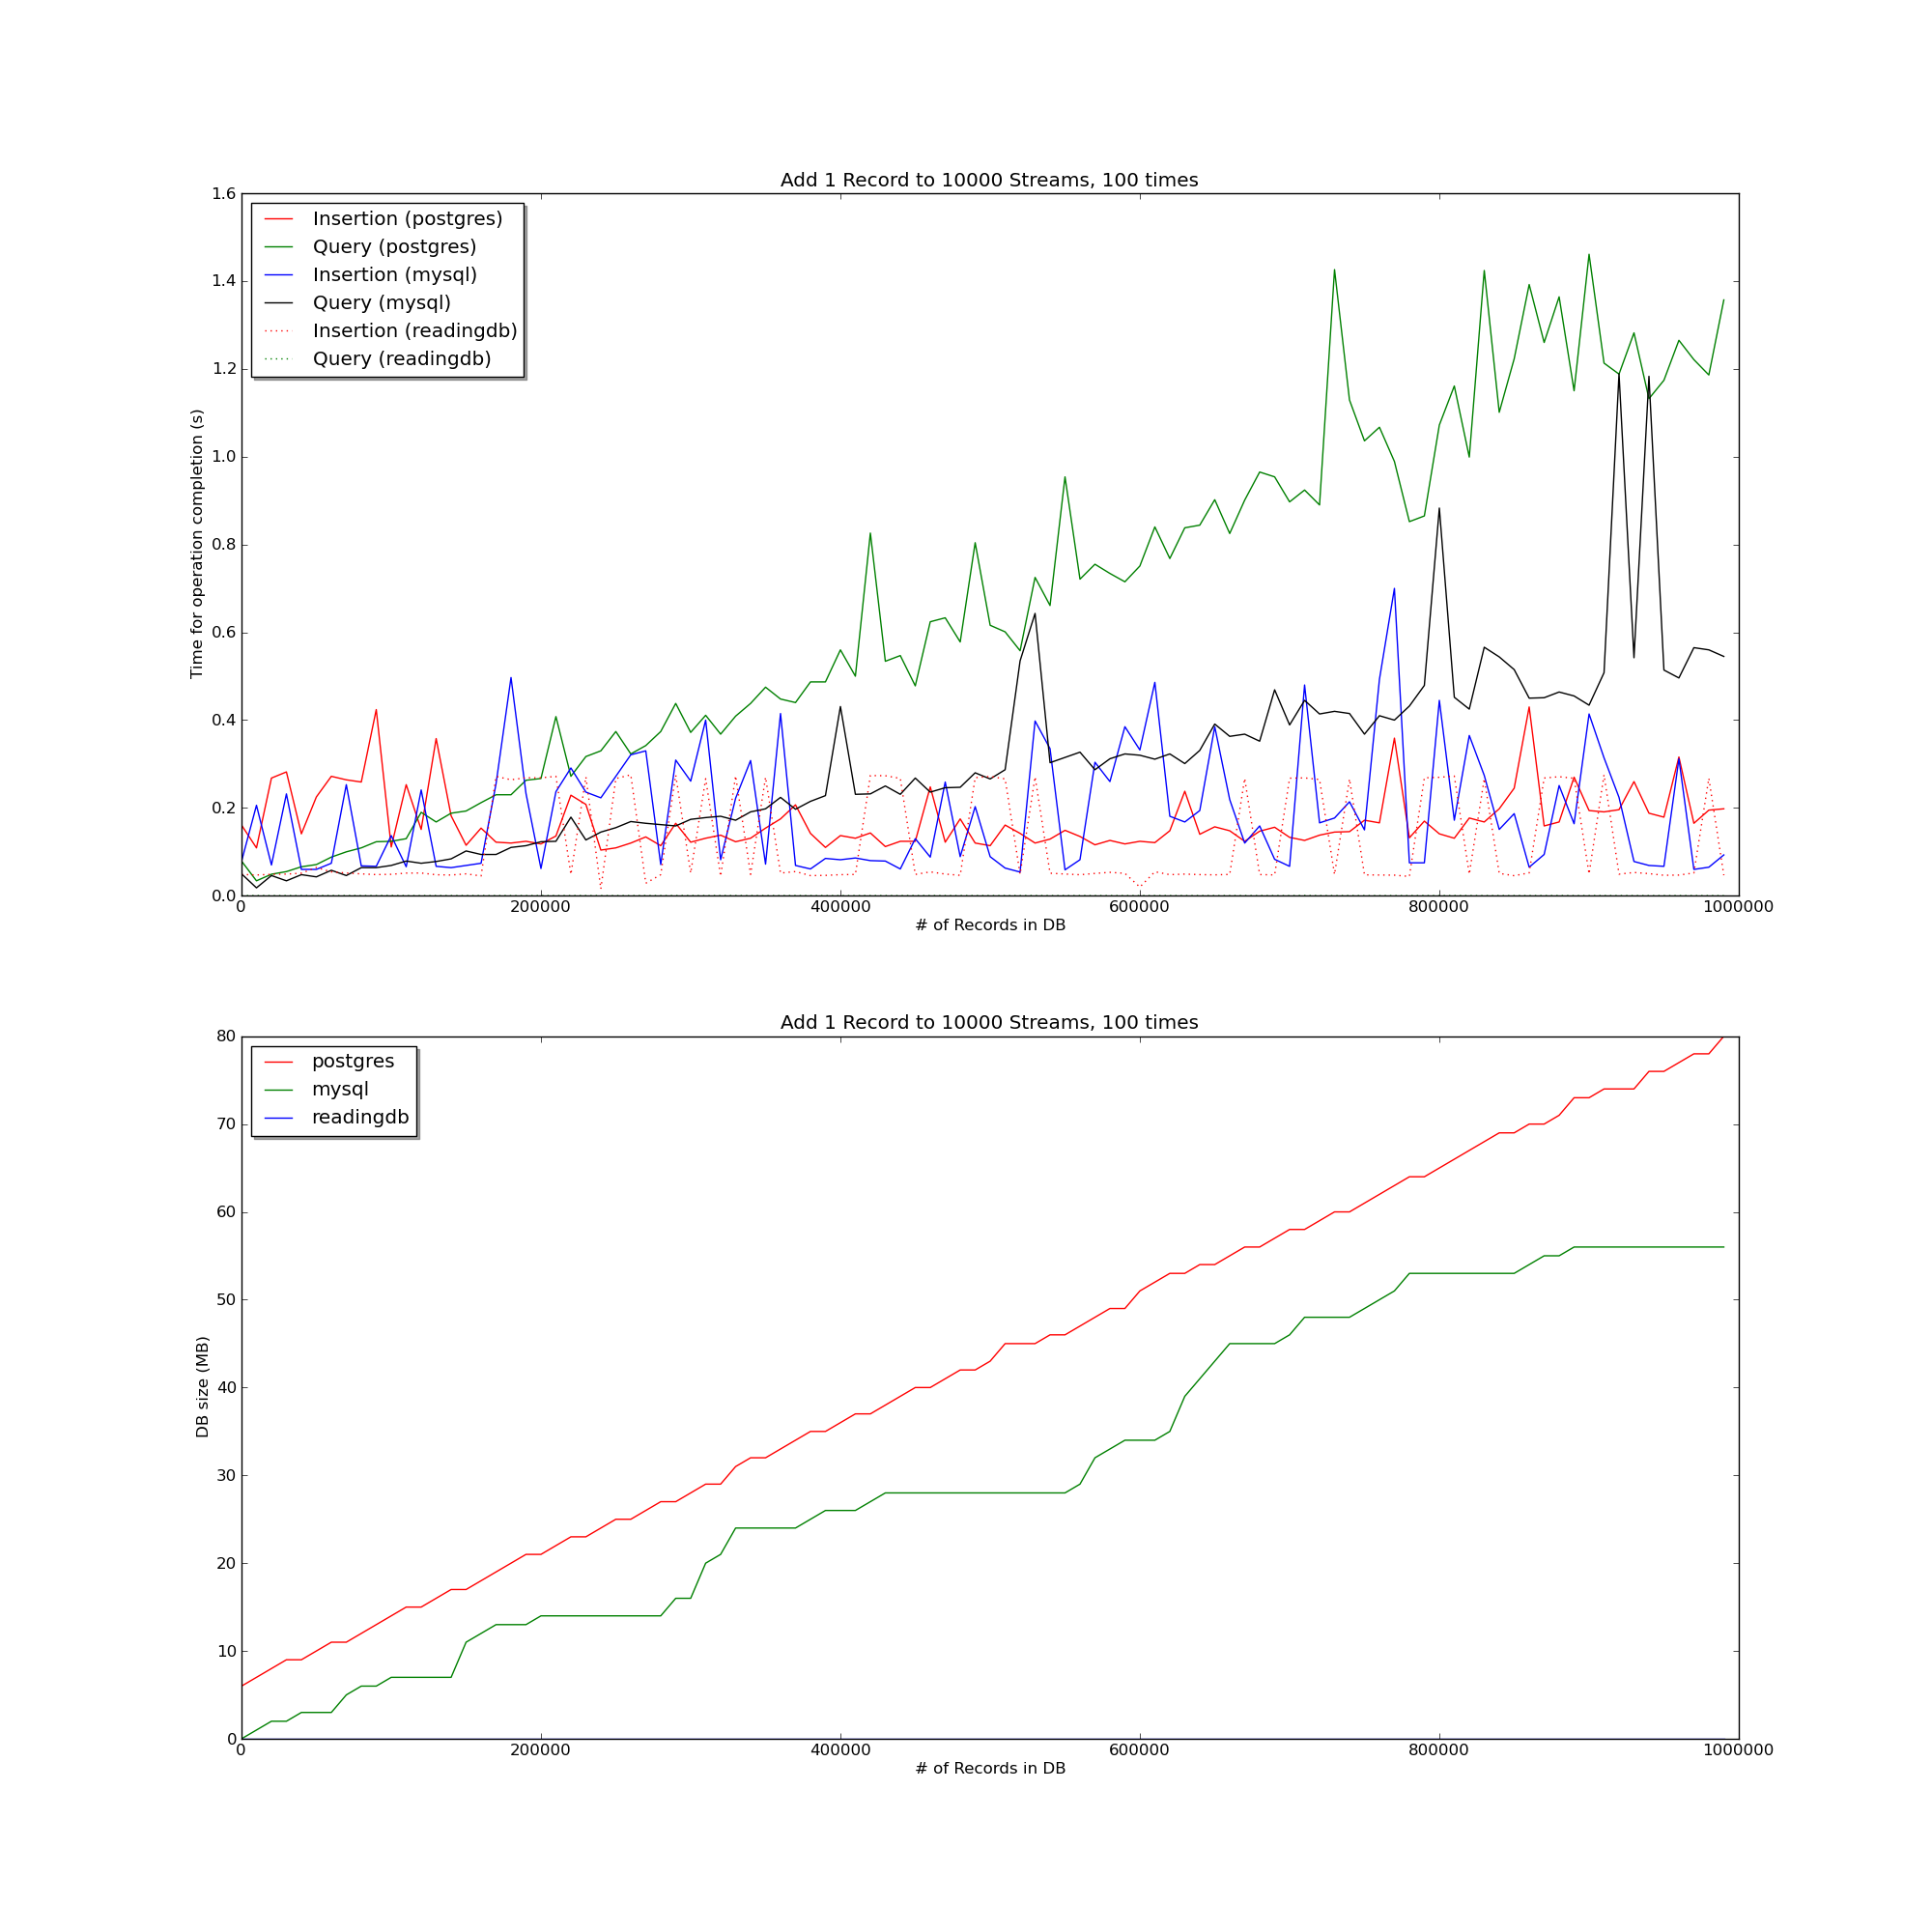 Add 1 Record to 10000 Streams, 100 times
1.6
1.4
1.2
1.0
0.8
0.6
0.4
0.2
0.0
Time for operation completion (s)
Insertion (postgres)
Query (postgres)
Insertion (mysql)
Query (mysql)
Insertion (readingdb)
Query (readingdb)
0 200000 400000 600000 800000 1000000
# of Records in DB
Add 1 Record to 10000 Streams, 100 times
80
70
60
50
40
30
20
10
0
DB size (MB)
postgres
mysql
readingdb
0 200000 400000 600000 800000 1000000
# of Records in DB